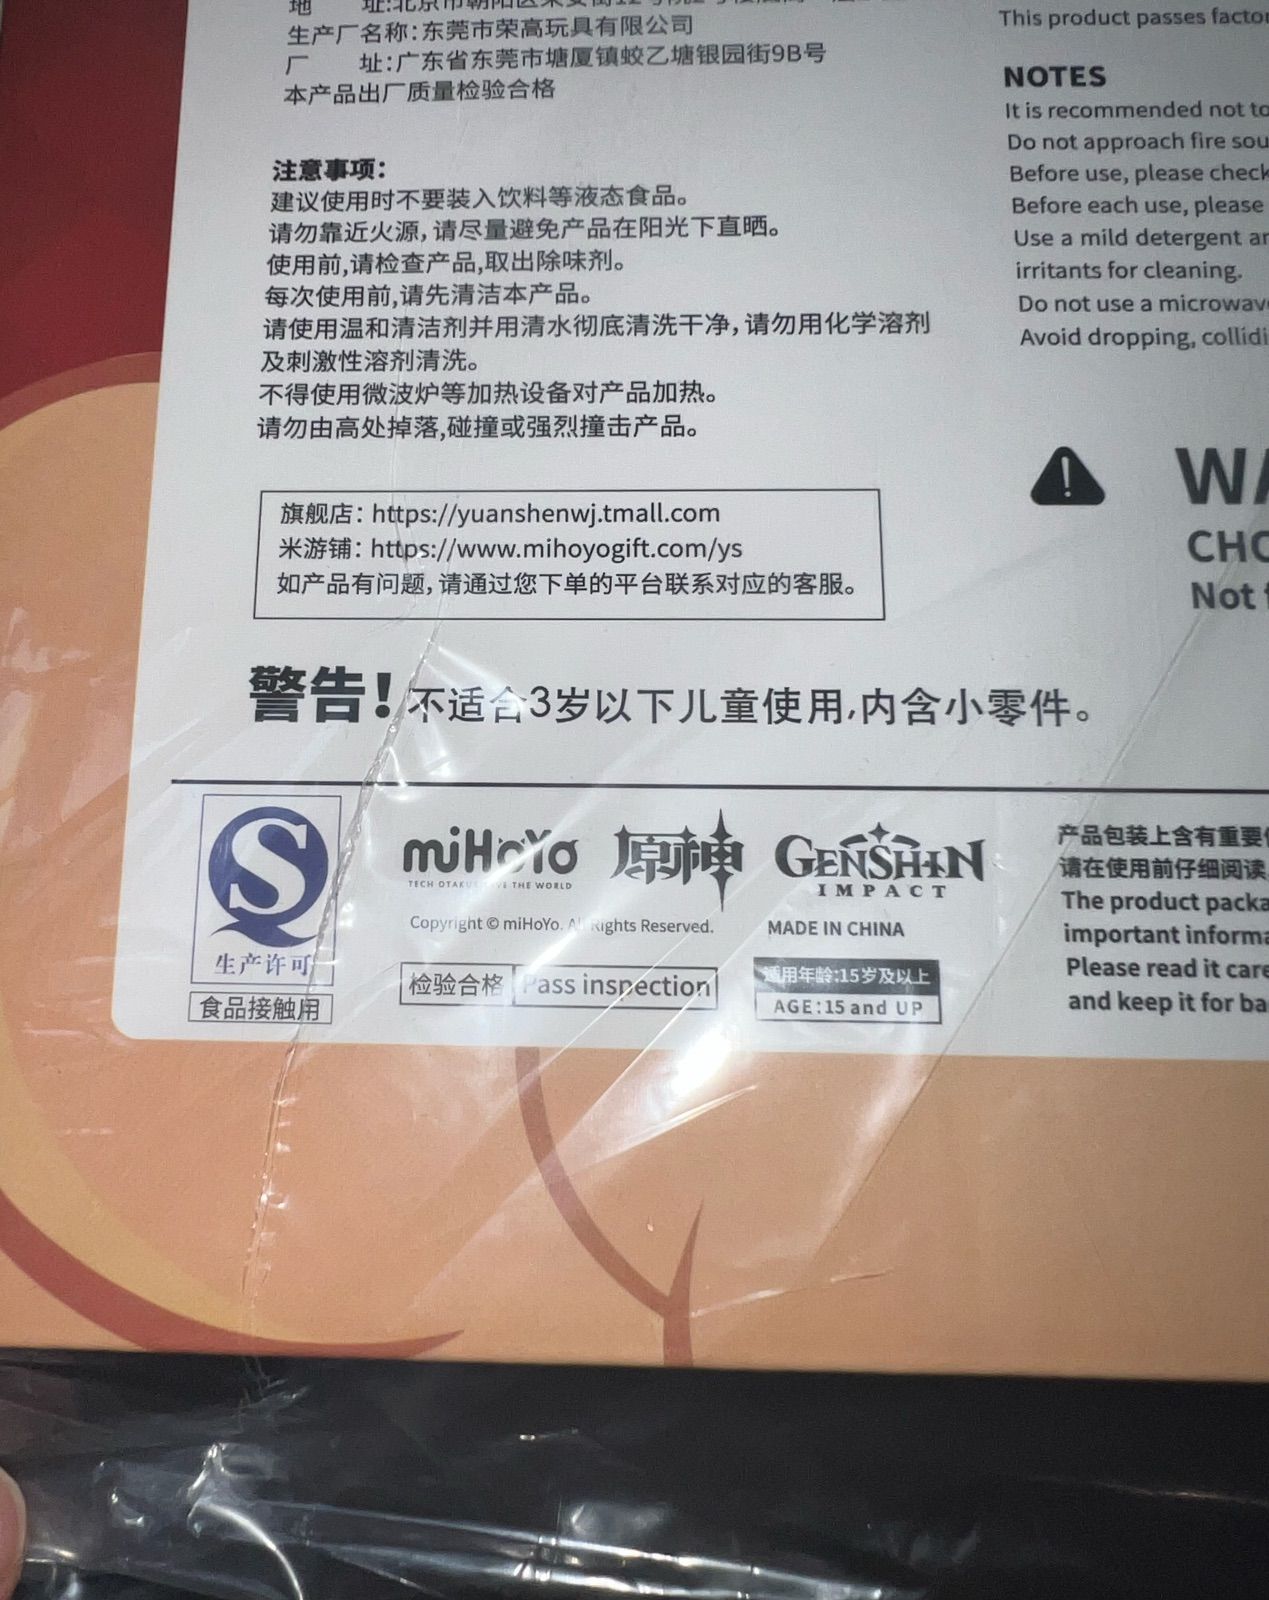 生产厂名称:东莞市荣高玩具有限公司
厂 址:广东省东莞市塘厦镇蛟乙塘银园街9B号
本产品出厂质量检验合格
注意事项:
建议使用时不要装入饮料等液态食品。
请勿靠近火源,请尽量避免产品在阳光下直晒。
使用前,请检查产品,取出除味剂。
每次使用前,请先清洁本产品。
请使用温和清洁剂并用清水彻底清洗干净,请勿用化学溶剂
及刺激性溶剂清洗。
不得使用微波炉等加热设备对产品加热。
请勿由高处掉落,碰撞或强烈撞击产品。
旗舰店: https://yuanshenwj.tmall.com
米游铺: https://www.mihoyogift.com/ys
如产品有问题,请通过您下单的平台联系对应的客服。
警告!不适合3岁以下儿童使用,内含小零件。
This product passes
NOTES
It is recommended not to
Do not approach fire
Before use, please check
Before each use, please
Use a mild detergent
irritants for cleaning.
Do not use a
Avoid dropping,
Not
S
生产许可
食品接触用
miHoYo
TECH OTAKUS SAVE THE WORLD
原神
GENSHIN
IMPACT
Copyright © miHoYo. All Rights Reserved.
MADE IN CHINA
检验合格 Pass inspection
适用年龄:15岁及以上
AGE:15 and UP
产品包装上含有重要
请在使用前仔细阅读
The product
important
Please read it
and keep it for